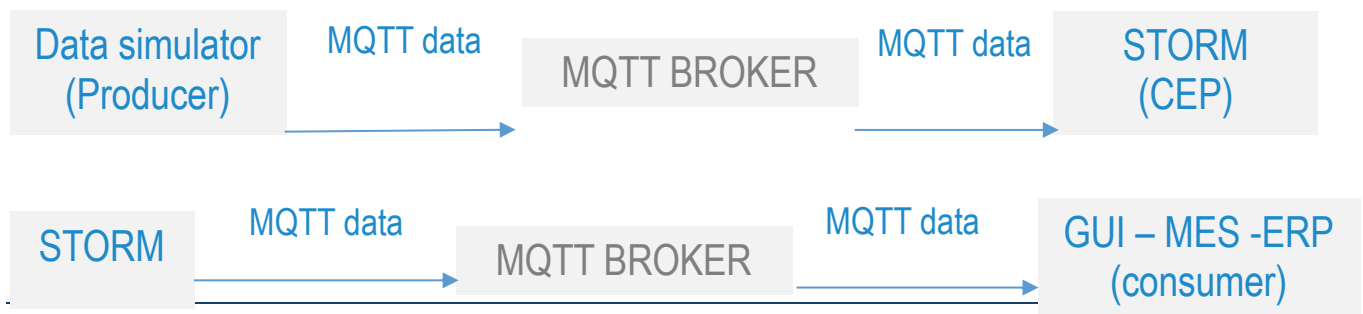 Data simulator
(Producer)
MQTT data
MQTT BROKER
MQTT data
STORM
(CEP)
STORM
MQTT data
MQTT BROKER
MQTT data
GUI – MES -ERP
(consumer)